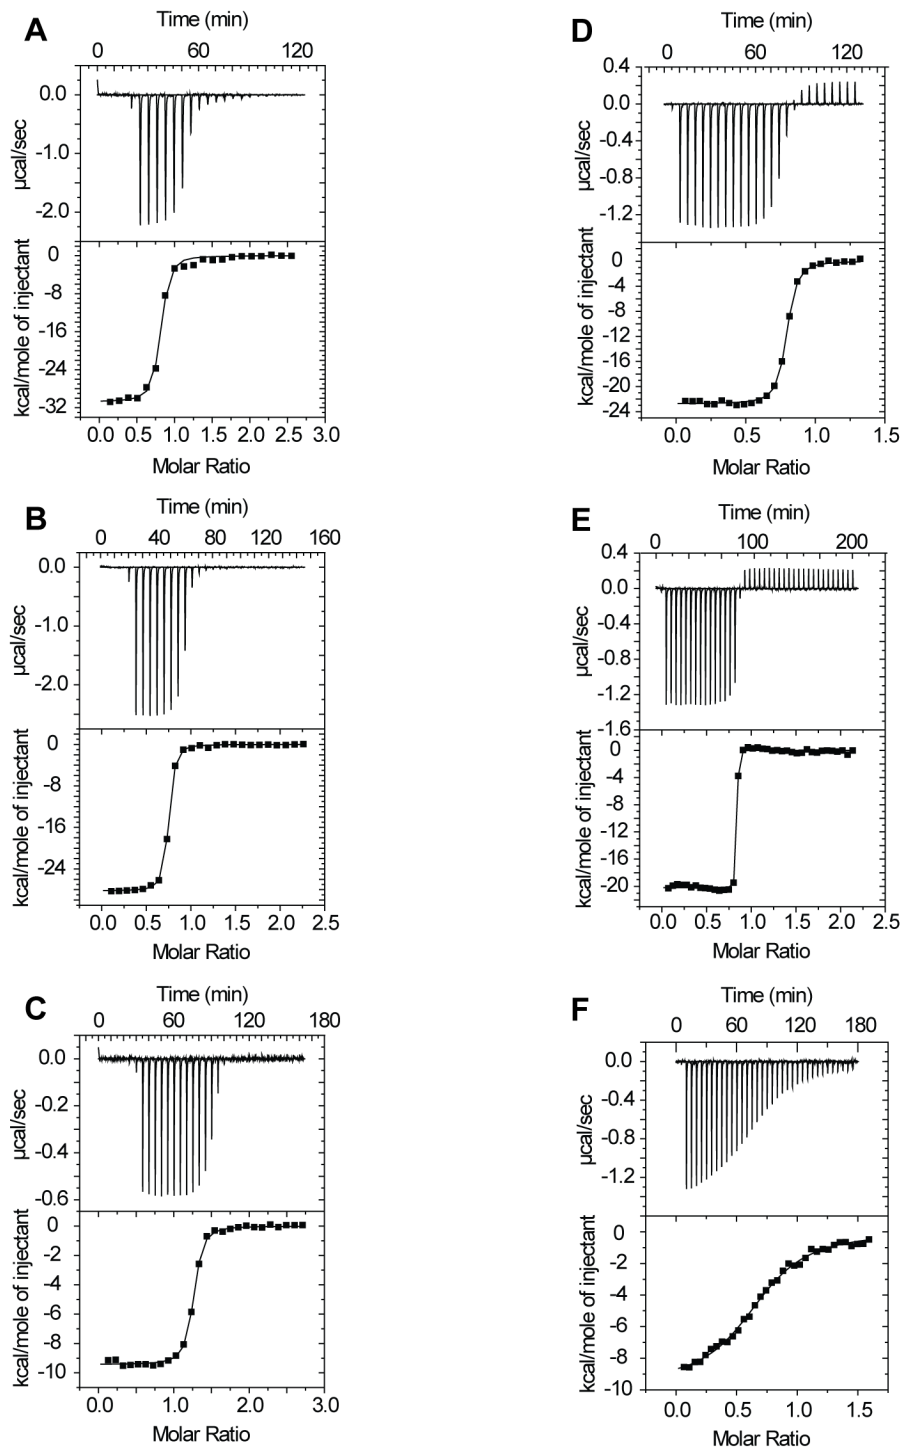 A
Time (min)
0 60 120
0.0
-1.0
-2.0
µcal/sec
0
-8
-16
-24
-32
kcal/mole of injectant
0.0 0.5 1.0 1.5 2.0 2.5 3.0
Molar Ratio
B
Time (min)
0 40 80 120 160
0.0
-1.0
-2.0
µcal/sec
0
-8
-16
-24
kcal/mole of injectant
0.0 0.5 1.0 1.5 2.0 2.5
Molar Ratio
C
Time (min)
0 60 120 180
0.0
-0.2
-0.4
-0.6
µcal/sec
0
-2
-4
-6
-8
-10
kcal/mole of injectant
0.0 1.0 2.0 3.0
Molar Ratio
D
Time (min)
0 30 60 90 120
0.4
0.0
-0.4
-0.8
-1.2
µcal/sec
0
-4
-8
-12
-16
-20
-24
kcal/mole of injectant
0.0 0.5 1.0 1.5
Molar Ratio
E
Time (min)
0 100 200
0.4
0.0
-0.4
-0.8
-1.2
-1.6
µcal/sec
0
-4
-8
-12
-16
-20
kcal/mole of injectant
0.0 0.5 1.0 1.5 2.0 2.5
Molar Ratio
F
Time (min)
0 60 120 180
0.0
-0.4
-0.8
-1.2
µcal/sec
0
-2
-4
-6
-8
-10
kcal/mole of injectant
0.0 0.5 1.0 1.5
Molar Ratio